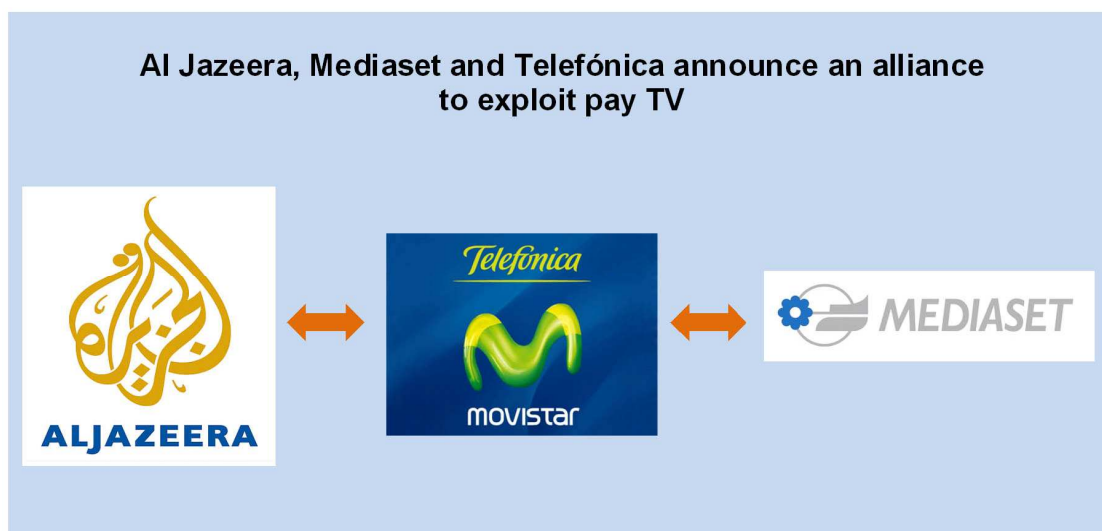 Al Jazeera, Mediaset and Telefónica announce an alliance
to exploit pay TV
الجزيرة
ALJAZEERA
Telefónica
movistar
MEDIASET